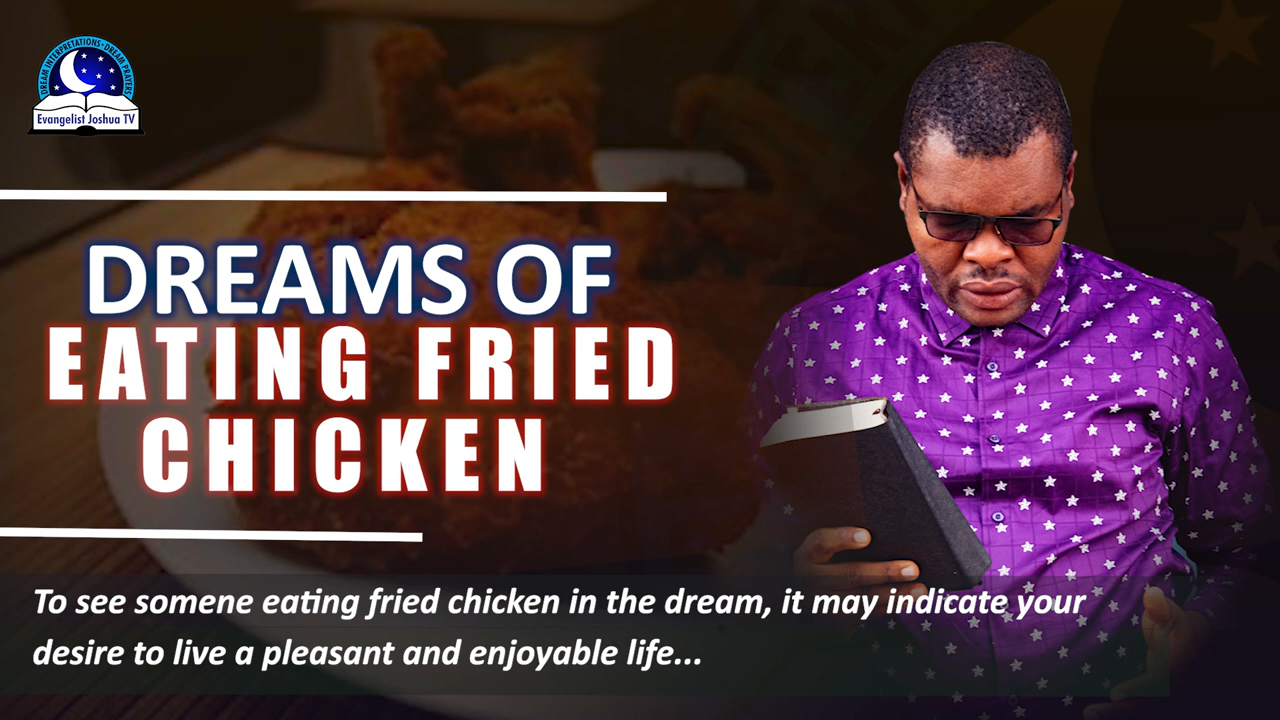 DREAM INTERPRETATIONS • DREAM PRAYERS
Evangelist Joshua TV
DREAMS OF
EATING FRIED
CHICKEN
To see somene eating fried chicken in the dream, it may indicate your
desire to live a pleasant and enjoyable life...